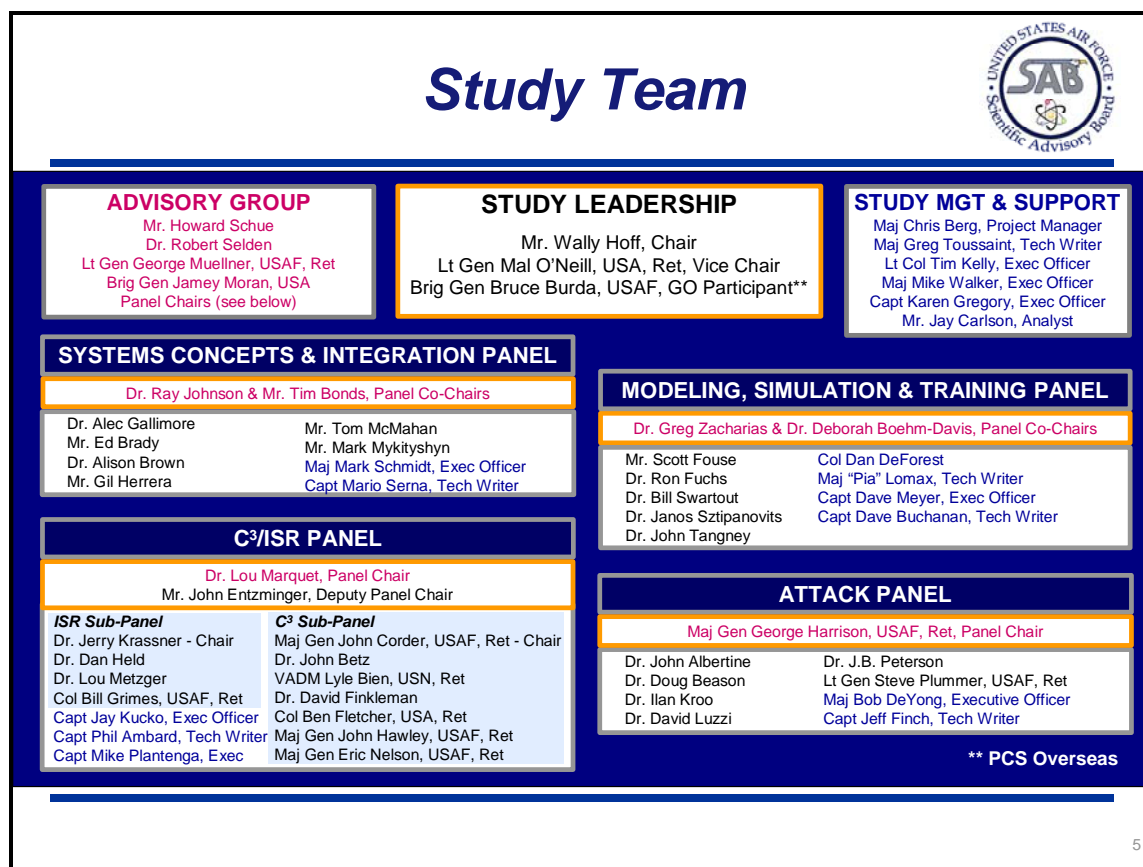 Study Team
UNITED STATES AIR FORCE
SAB
Scientific Advisory Board
ADVISORY GROUP
Mr. Howard Schue
Dr. Robert Selden
Lt Gen George Muellner, USAF, Ret
Brig Gen Jamey Moran, USA
Panel Chairs (see below)
STUDY LEADERSHIP
Mr. Wally Hoff, Chair
Lt Gen Mal O’Neill, USA, Ret, Vice Chair
Brig Gen Bruce Burda, USAF, GO Participant**
STUDY MGT & SUPPORT
Maj Chris Berg, Project Manager
Maj Greg Toussaint, Tech Writer
Lt Col Tim Kelly, Exec Officer
Maj Mike Walker, Exec Officer
Capt Karen Gregory, Exec Officer
Mr. Jay Carlson, Analyst
SYSTEMS CONCEPTS & INTEGRATION PANEL
Dr. Ray Johnson & Mr. Tim Bonds, Panel Co-Chairs
Dr. Alec Gallimore
Mr. Ed Brady
Dr. Alison Brown
Mr. Gil Herrera
Mr. Tom McMahan
Mr. Mark Mykityshyn
Maj Mark Schmidt, Exec Officer
Capt Mario Serna, Tech Writer
MODELING, SIMULATION & TRAINING PANEL
Dr. Greg Zacharias & Dr. Deborah Boehm-Davis, Panel Co-Chairs
Mr. Scott Fouse
Dr. Ron Fuchs
Dr. Bill Swartout
Dr. Janos Sztipanovits
Dr. John Tangney
Col Dan DeForest
Maj “Pia” Lomax, Tech Writer
Capt Dave Meyer, Exec Officer
Capt Dave Buchanan, Tech Writer
C³/ISR PANEL
Dr. Lou Marquet, Panel Chair
Mr. John Entzminger, Deputy Panel Chair
ISR Sub-Panel
Dr. Jerry Krassner - Chair
Dr. Dan Held
Dr. Lou Metzger
Col Bill Grimes, USAF, Ret
Capt Jay Kucko, Exec Officer
Capt Phil Ambard, Tech Writer
Capt Mike Plantenga, Exec
C³ Sub-Panel
Maj Gen John Corder, USAF, Ret - Chair
Dr. John Betz
VADM Lyle Bien, USN, Ret
Dr. David Finkleman
Col Ben Fletcher, USA, Ret
Maj Gen John Hawley, USAF, Ret
Maj Gen Eric Nelson, USAF, Ret
ATTACK PANEL
Maj Gen George Harrison, USAF, Ret, Panel Chair
Dr. John Albertine
Dr. Doug Beason
Dr. Ilan Kroo
Dr. David Luzzi
Dr. J.B. Peterson
Lt Gen Steve Plummer, USAF, Ret
Maj Bob DeYong, Executive Officer
Capt Jeff Finch, Tech Writer
** PCS Overseas
5